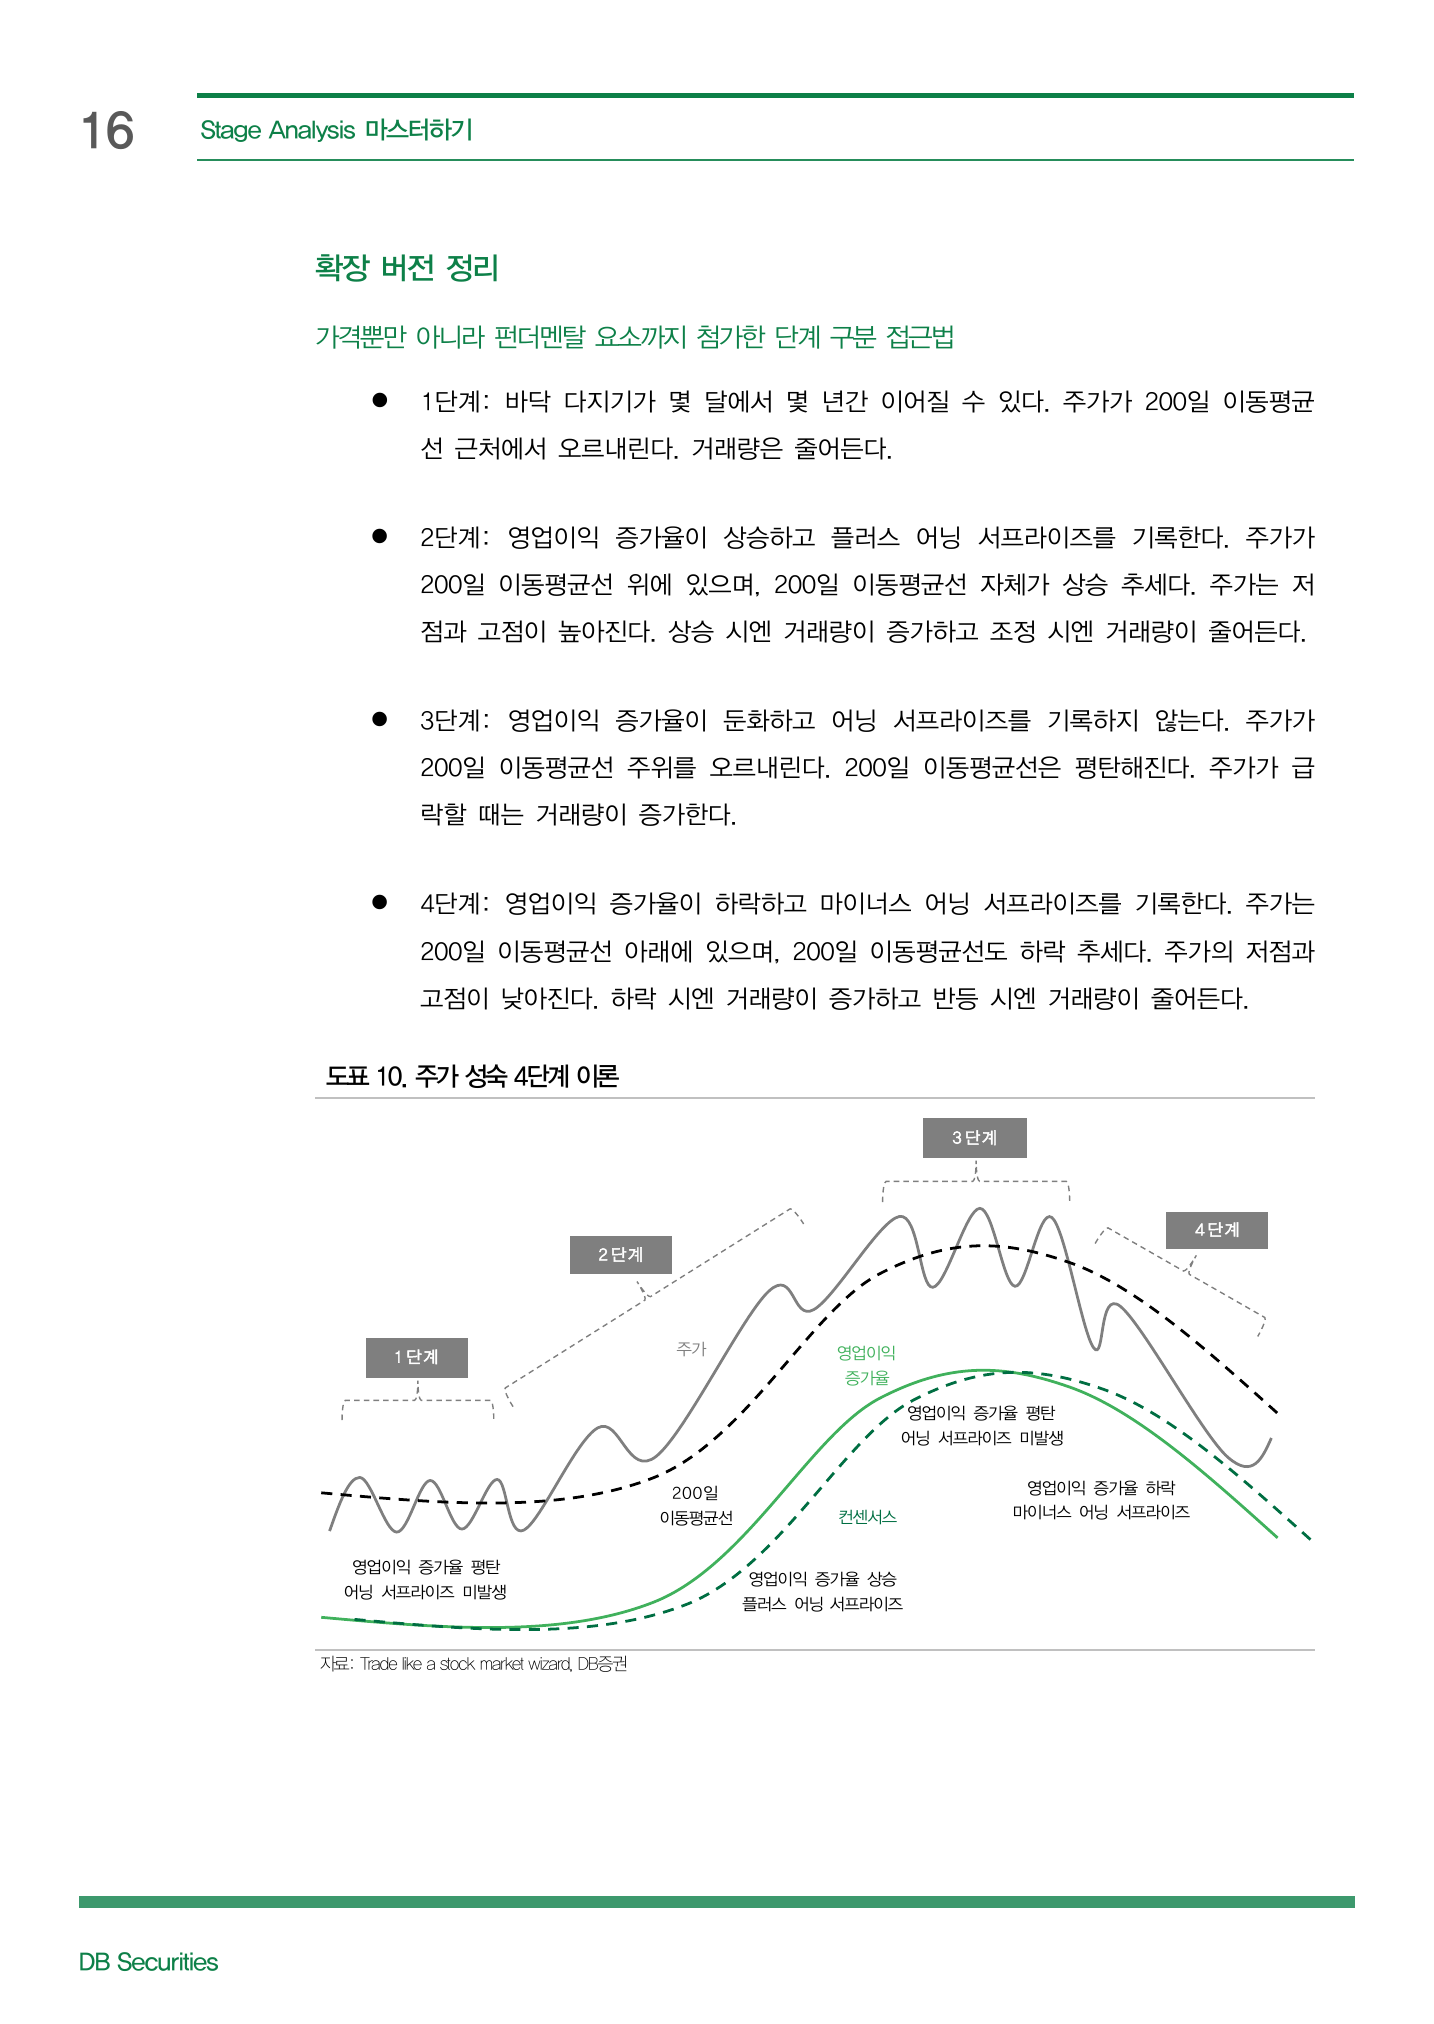 16
Stage Analysis 마스터하기
확장 버전 정리
가격뿐만 아니라 펀더멘탈 요소까지 첨가한 단계 구분 접근법
● 1단계: 바닥 다지기가 몇 달에서 몇 년간 이어질 수 있다. 주가가 200일 이동평균
선 근처에서 오르내린다. 거래량은 줄어든다.
● 2단계: 영업이익 증가율이 상승하고 플러스 어닝 서프라이즈를 기록한다. 주가가
200일 이동평균선 위에 있으며, 200일 이동평균선 자체가 상승 추세다. 주가는 저
점과 고점이 높아진다. 상승 시엔 거래량이 증가하고 조정 시엔 거래량이 줄어든다.
● 3단계: 영업이익 증가율이 둔화하고 어닝 서프라이즈를 기록하지 않는다. 주가가
200일 이동평균선 주위를 오르내린다. 200일 이동평균선은 평탄해진다. 주가가 급
락할 때는 거래량이 증가한다.
● 4단계: 영업이익 증가율이 하락하고 마이너스 어닝 서프라이즈를 기록한다. 주가는
200일 이동평균선 아래에 있으며, 200일 이동평균선도 하락 추세다. 주가의 저점과
고점이 낮아진다. 하락 시엔 거래량이 증가하고 반등 시엔 거래량이 줄어든다.
도표 10. 주가 성숙 4단계 이론
3단계
4단계
2단계
1단계
주가
영업이익
증가율
영업이익 증가율 평탄
어닝 서프라이즈 미발생
200일
이동평균선
영업이익 증가율 하락
마이너스 어닝 서프라이즈
컨센서스
영업이익 증가율 평탄
어닝 서프라이즈 미발생
영업이익 증가율 상승
플러스 어닝 서프라이즈
자료: Trade like a stock market wizard, DB증권
DB Securities